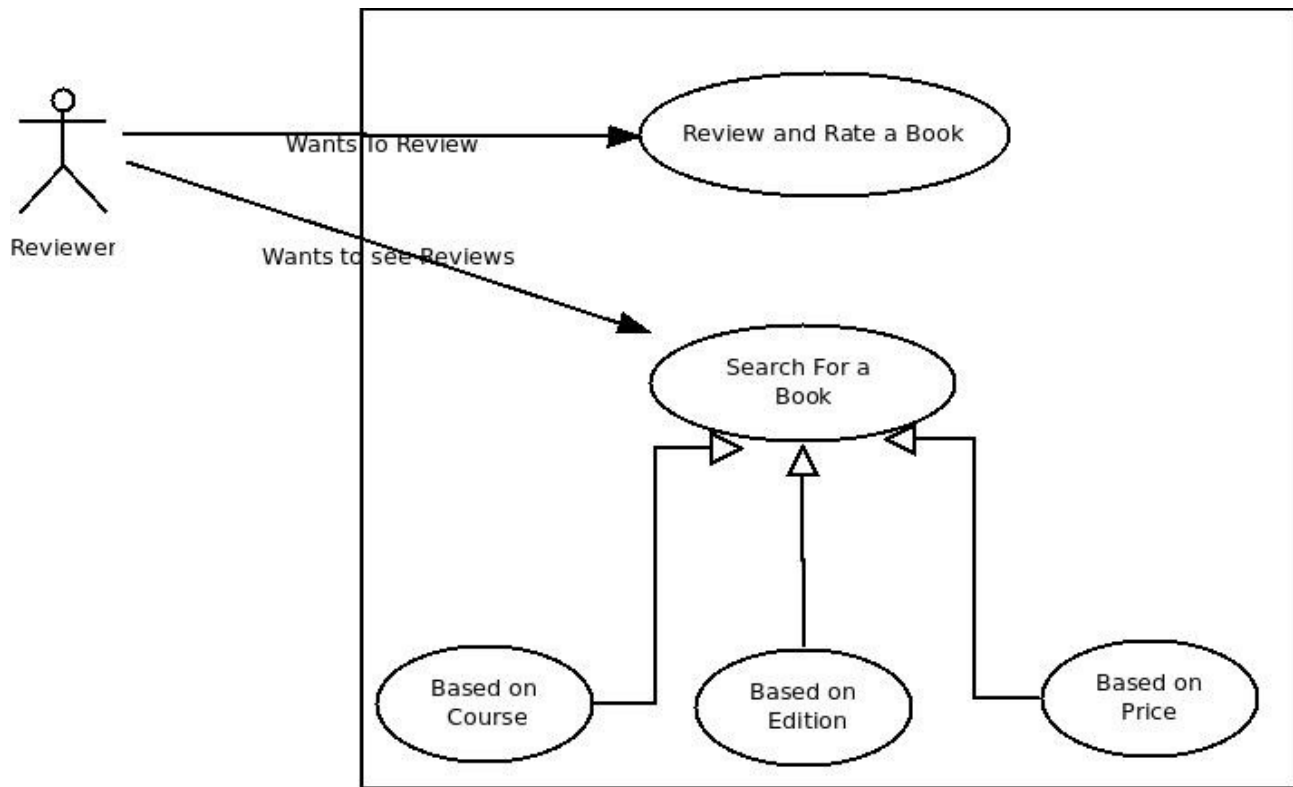 Review and Rate a Book
Wants To Review
Reviewer
Wants to see Reviews
Search For a
Book
Based on
Course
Based on
Edition
Based on
Price